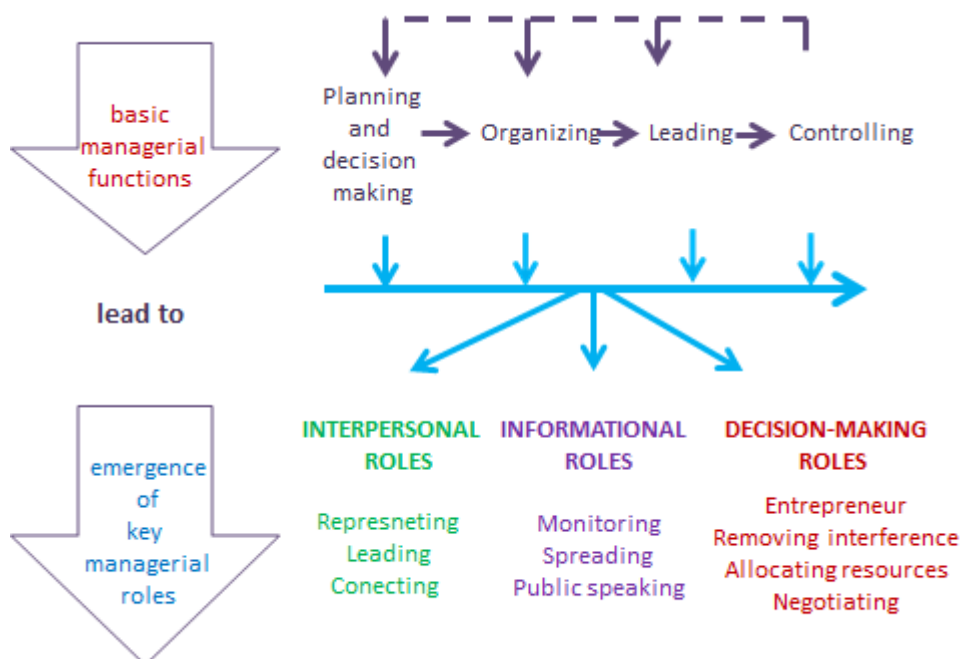 basic
managerial
functions
Planning
and
decision
making
Organizing
Leading
Controlling
lead to
emergence
of
key
managerial
roles
INTERPERSONAL
ROLES
Represneting
Leading
Conecting
INFORMATIONAL
ROLES
Monitoring
Spreading
Public speaking
DECISION-MAKING
ROLES
Entrepreneur
Removing interference
Allocating resources
Negotiating